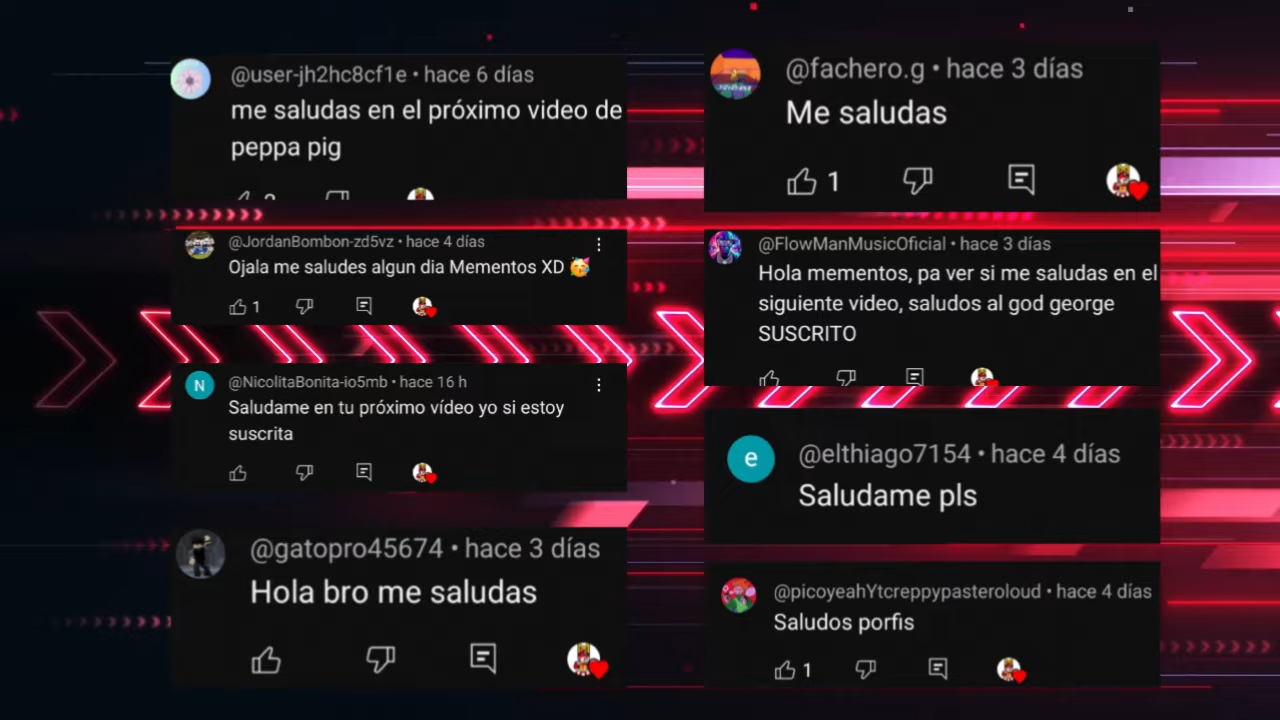 @user-jh2hc8cf1e • hace 6 días
me saludas en el próximo video de
peppa pig
@JordanBombon-zd5vz • hace 4 días
Ojala me saludes algun dia Mementos XD 🥳
1
N
@NicolitaBonita-io5mb • hace 16 h
Saludame en tu próximo vídeo yo si estoy
suscrita
@gatopro45674 • hace 3 días
Hola bro me saludas
@fachero.g • hace 3 días
Me saludas
1
@FlowManMusicOficial • hace 3 días
Hola mementos, pa ver si me saludas en el
siguiente video, saludos al god george
SUSCRITO
e
@elthiago7154 • hace 4 días
Saludame pls
@picoyeahYtcreppypasteroloud • hace 4 días
Saludos porfis
1